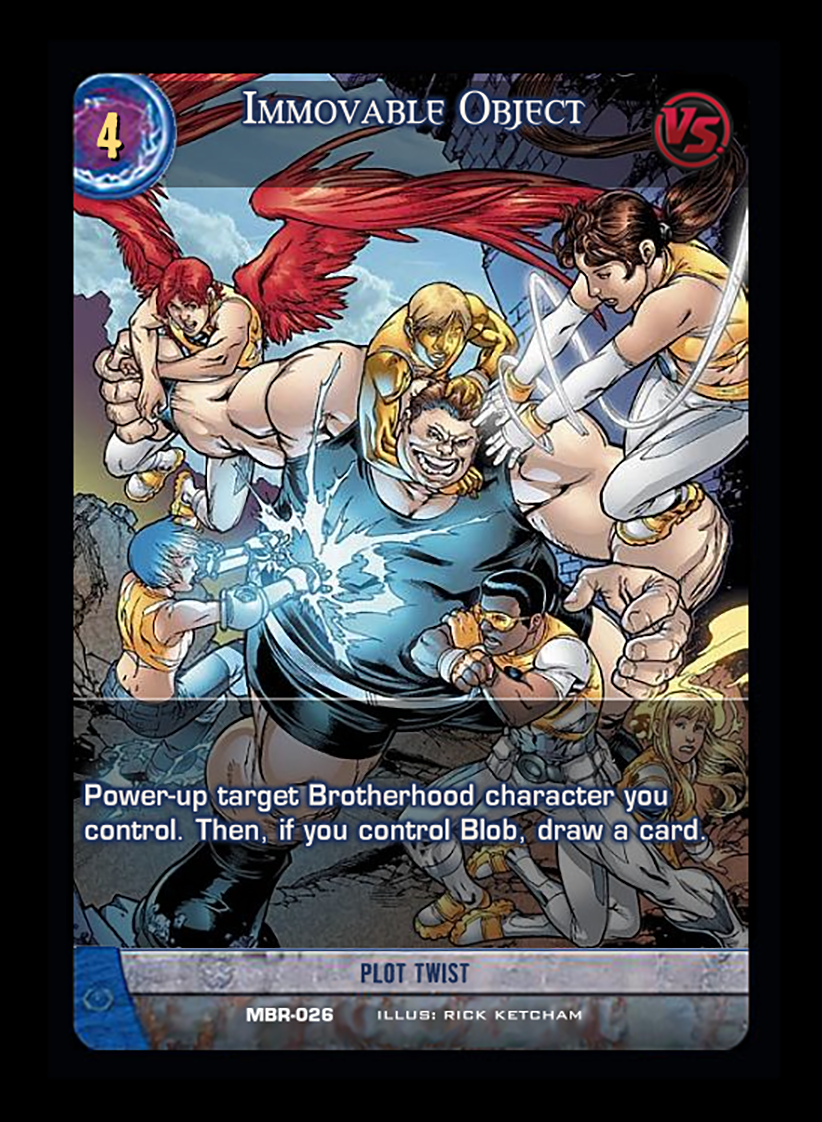 4
Immovable Object
VS.
Power-up target Brotherhood character you
control. Then, if you control Blob, draw a card.
PLOT TWIST
MBR-026 ILLUS: RICK KETCHAM